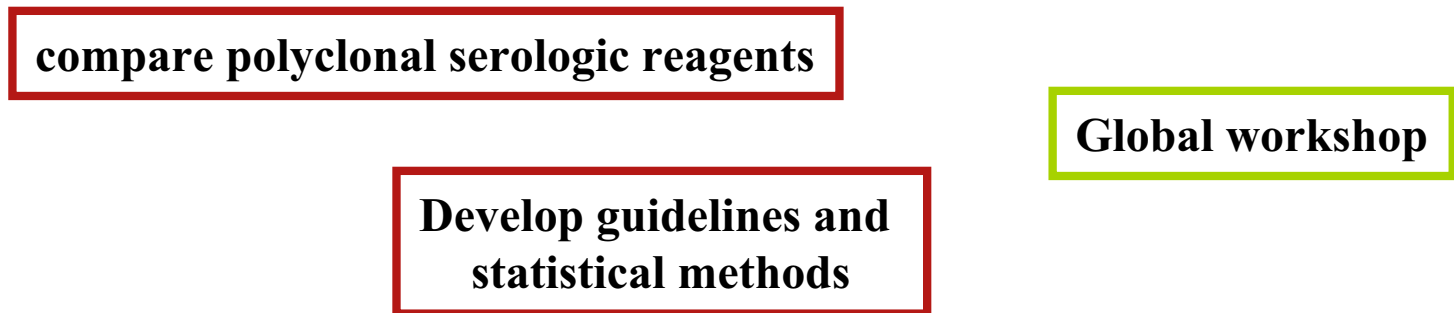 compare polyclonal serologic reagents
Global workshop
Develop guidelines and
statistical methods